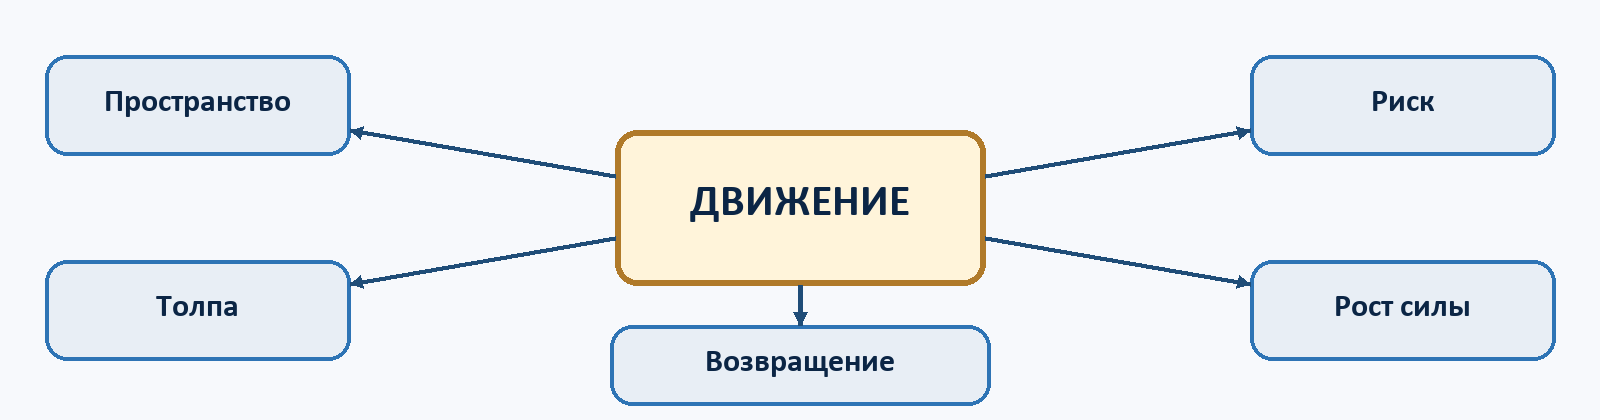 Пространство
Риск
ДВИЖЕНИЕ
Толпа
Рост силы
Возвращение